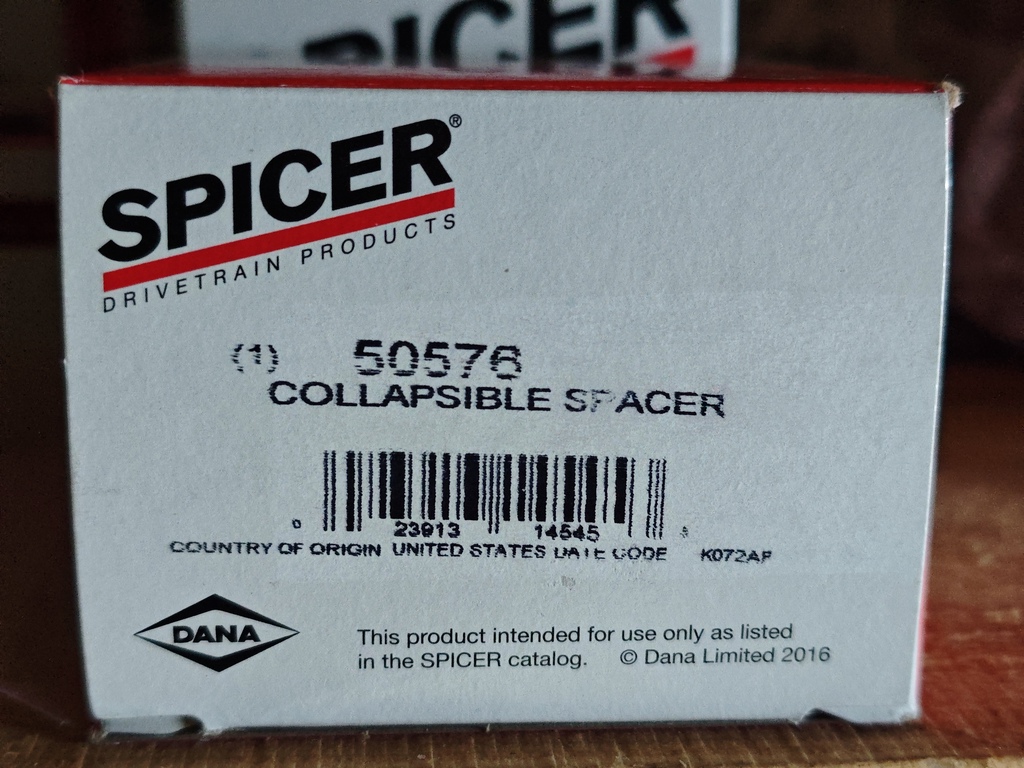 SPICER
SPICER®
DRIVETRAIN PRODUCTS
(1) 50576
COLLAPSIBLE SPACER
0 23913 14545
COUNTRY OF ORIGIN UNITED STATES DATE CODE K072AP
DANA
This product intended for use only as listed
in the SPICER catalog. © Dana Limited 2016